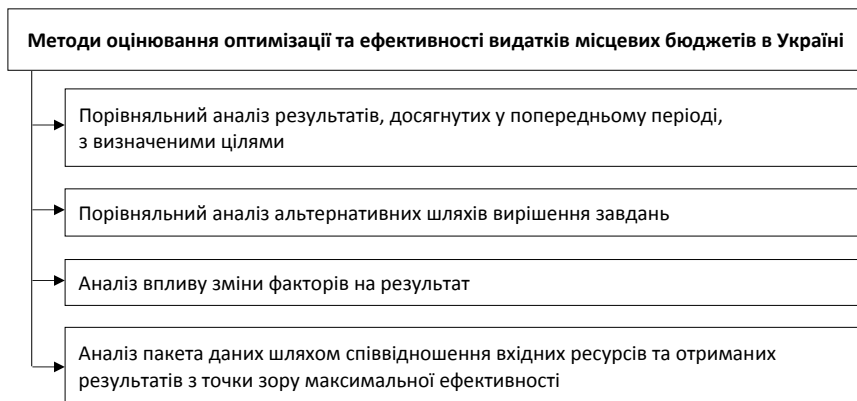 Методи оцінювання оптимізації та ефективності видатків місцевих бюджетів в Україні
Порівняльний аналіз результатів, досягнутих у попередньому періоді,
з визначеними цілями
Порівняльний аналіз альтернативних шляхів вирішення завдань
Аналіз впливу зміни факторів на результат
Аналіз пакета даних шляхом співвідношення вхідних ресурсів та отриманих
результатів з точки зору максимальної ефективності